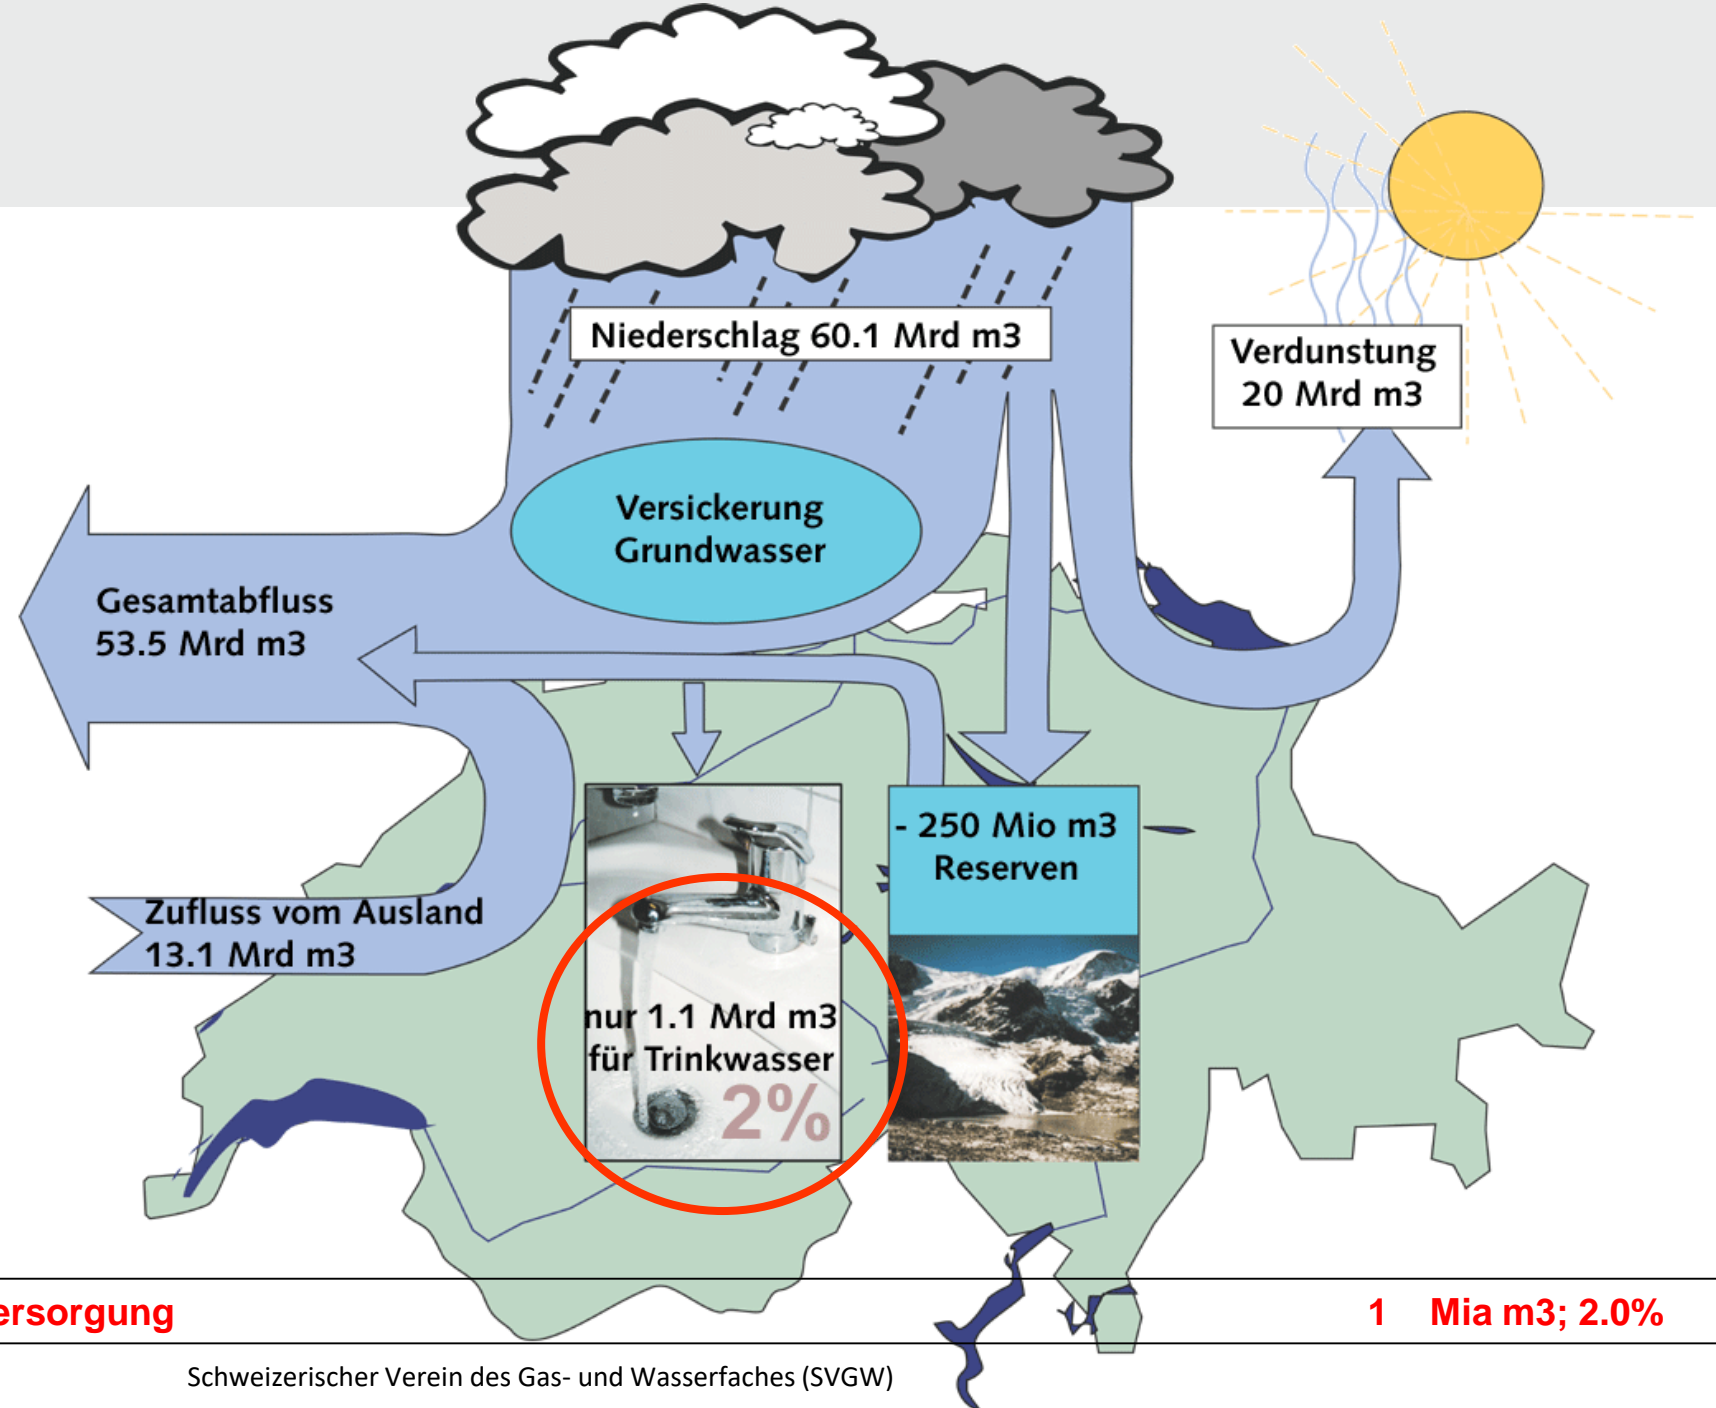 Niederschlag 60.1 Mrd m3
Verdunstung
20 Mrd m3
Versickerung
Grundwasser
Gesamtabfluss
53.5 Mrd m3
- 250 Mio m3
Reserven
Zufluss vom Ausland
13.1 Mrd m3
nur 1.1 Mrd m3
für Trinkwasser
2%
ersorgung 1 Mia m3; 2.0%
Schweizerischer Verein des Gas- und Wasserfaches (SVGW)